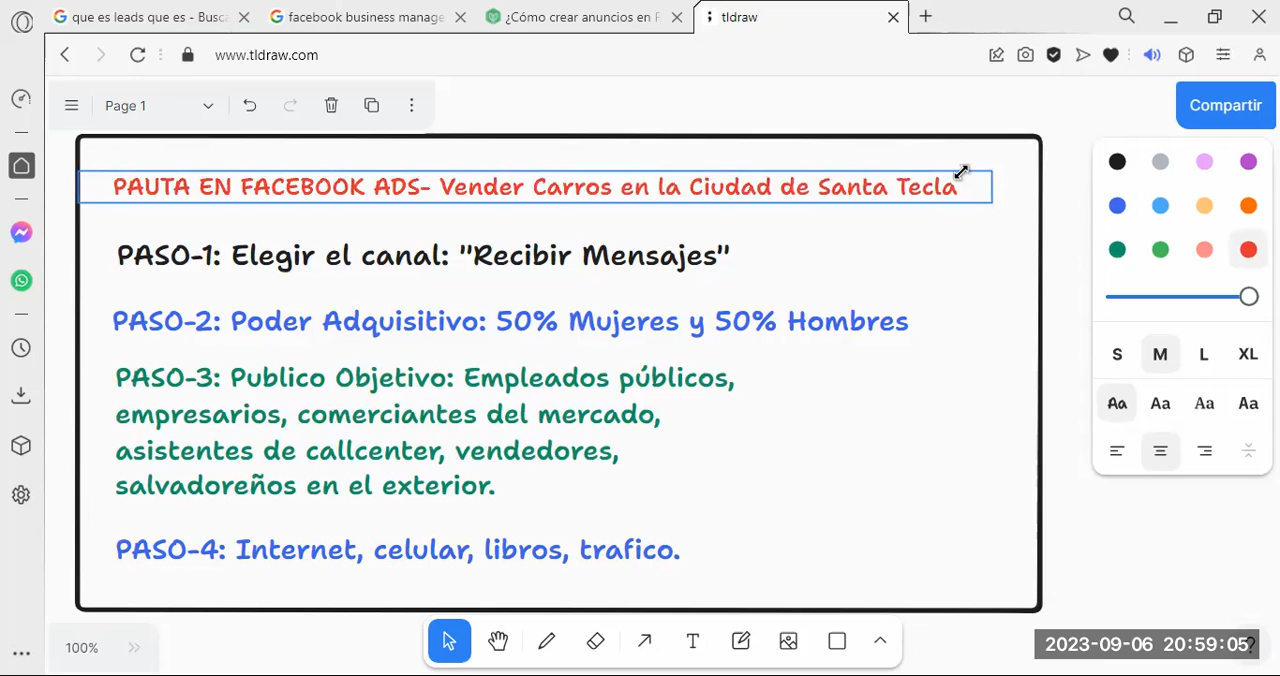 que es leads que es - Busca
facebook business manage
¿Cómo crear anuncios en F
tldraw
www.tldraw.com
Page 1
Compartir
PAUTA EN FACEBOOK ADS- Vender Carros en la Ciudad de Santa Tecla
PASO-1: Elegir el canal: "Recibir Mensajes"
PASO-2: Poder Adquisitivo: 50% Mujeres y 50% Hombres
PASO-3: Publico Objetivo: Empleados públicos,
empresarios, comerciantes del mercado,
asistentes de callcenter, vendedores,
salvadoreños en el exterior.
PASO-4: Internet, celular, libros, trafico.
S M L XL
Aa Aa Aa Aa
100%
2023-09-06 20:59:05